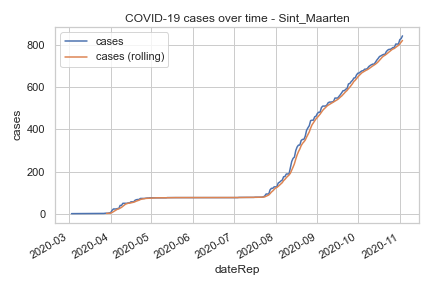 COVID-19 cases over time - Sint_Maarten
cases
cases (rolling)
800
600
400
200
0
cases
2020-03
2020-04
2020-05
2020-06
2020-07
2020-08
2020-09
2020-10
2020-11
dateRep